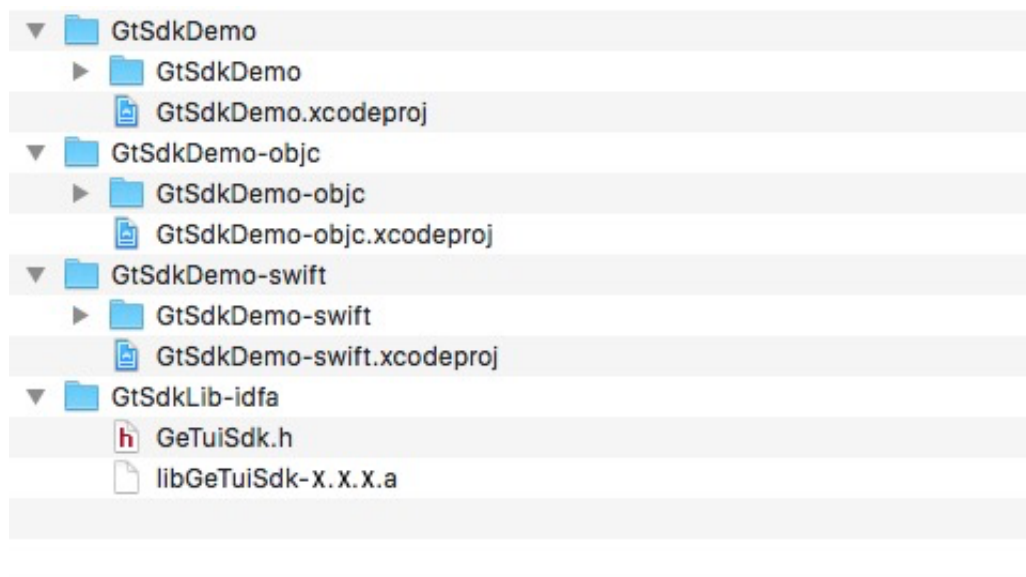 GtSdkDemo
GtSdkDemo
GtSdkDemo.xcodeproj
GtSdkDemo-objc
GtSdkDemo-objc
GtSdkDemo-objc.xcodeproj
GtSdkDemo-swift
GtSdkDemo-swift
GtSdkDemo-swift.xcodeproj
GtSdkLib-idfa
h GeTuiSdk.h
libGeTuiSdk-X.X.X.a